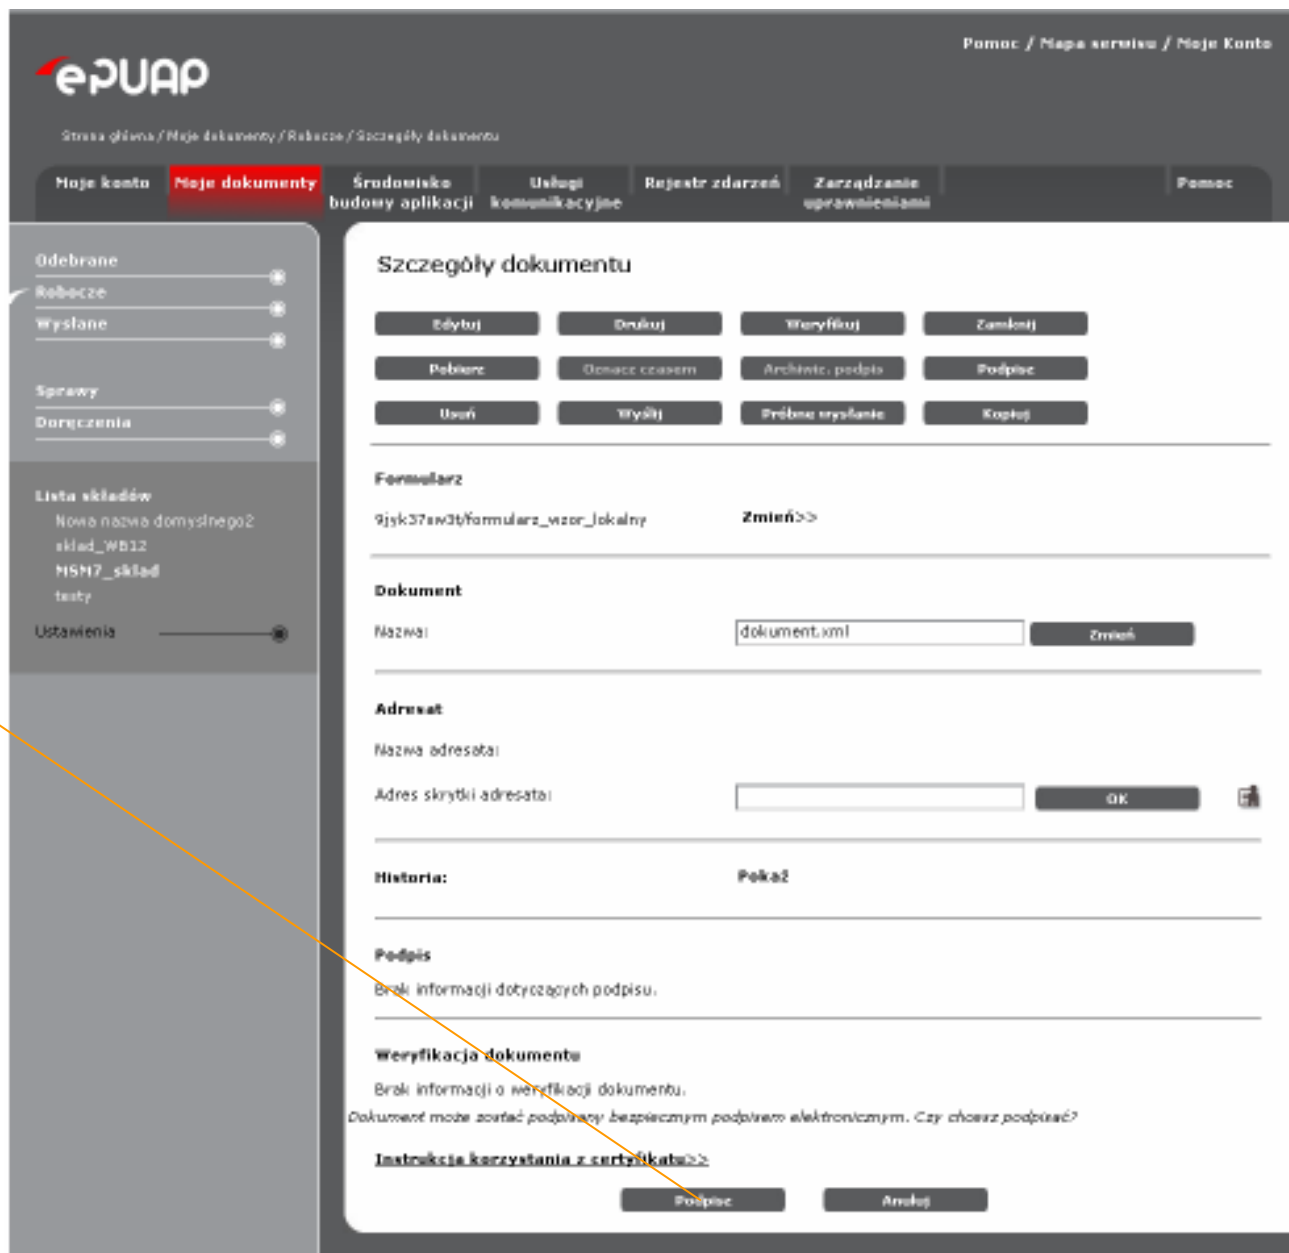 Pomoc / Mapa serwisu / Moje Konto
ePUAP
Strona główna / Moje dokumenty / Robocze / Szczegóły dokumentu
Moje konto Moje dokumenty Środowisko budowy aplikacji Usługi komunikacyjne Rejestr zdarzeń Zarządzanie uprawnieniami Pomoc
Odebrane
Robocze
Wysłane
Sprawy
Doręczenia
Lista składów
Nowa nazwa domyslnego2
sklad_WB12
MSM7_sklad
testy
Ustawienia
Szczegóły dokumentu
Edytuj Drukuj Weryfikuj Zamknij
Pobierz Oznacz czasem Archiwiz. podpis Podpisz
Usuń Wyślij Próbne wysłanie Kopiuj
Formularz
9jyk37sw3t/formularz_wzor_lokalny Zmień>>
Dokument
Nazwa: dokument.xml Zmień
Adresat
Nazwa adresata:
Adres skrytki adresata: OK
Historia: Pokaż
Podpis
Brak informacji dotyczących podpisu.
Weryfikacja dokumentu
Brak informacji o weryfikacji dokumentu.
Dokument może zostać podpisany bezpiecznym podpisem elektronicznym. Czy chcesz podpisać?
Instrukcja korzystania z certyfikatu>>
Podpisz Anuluj